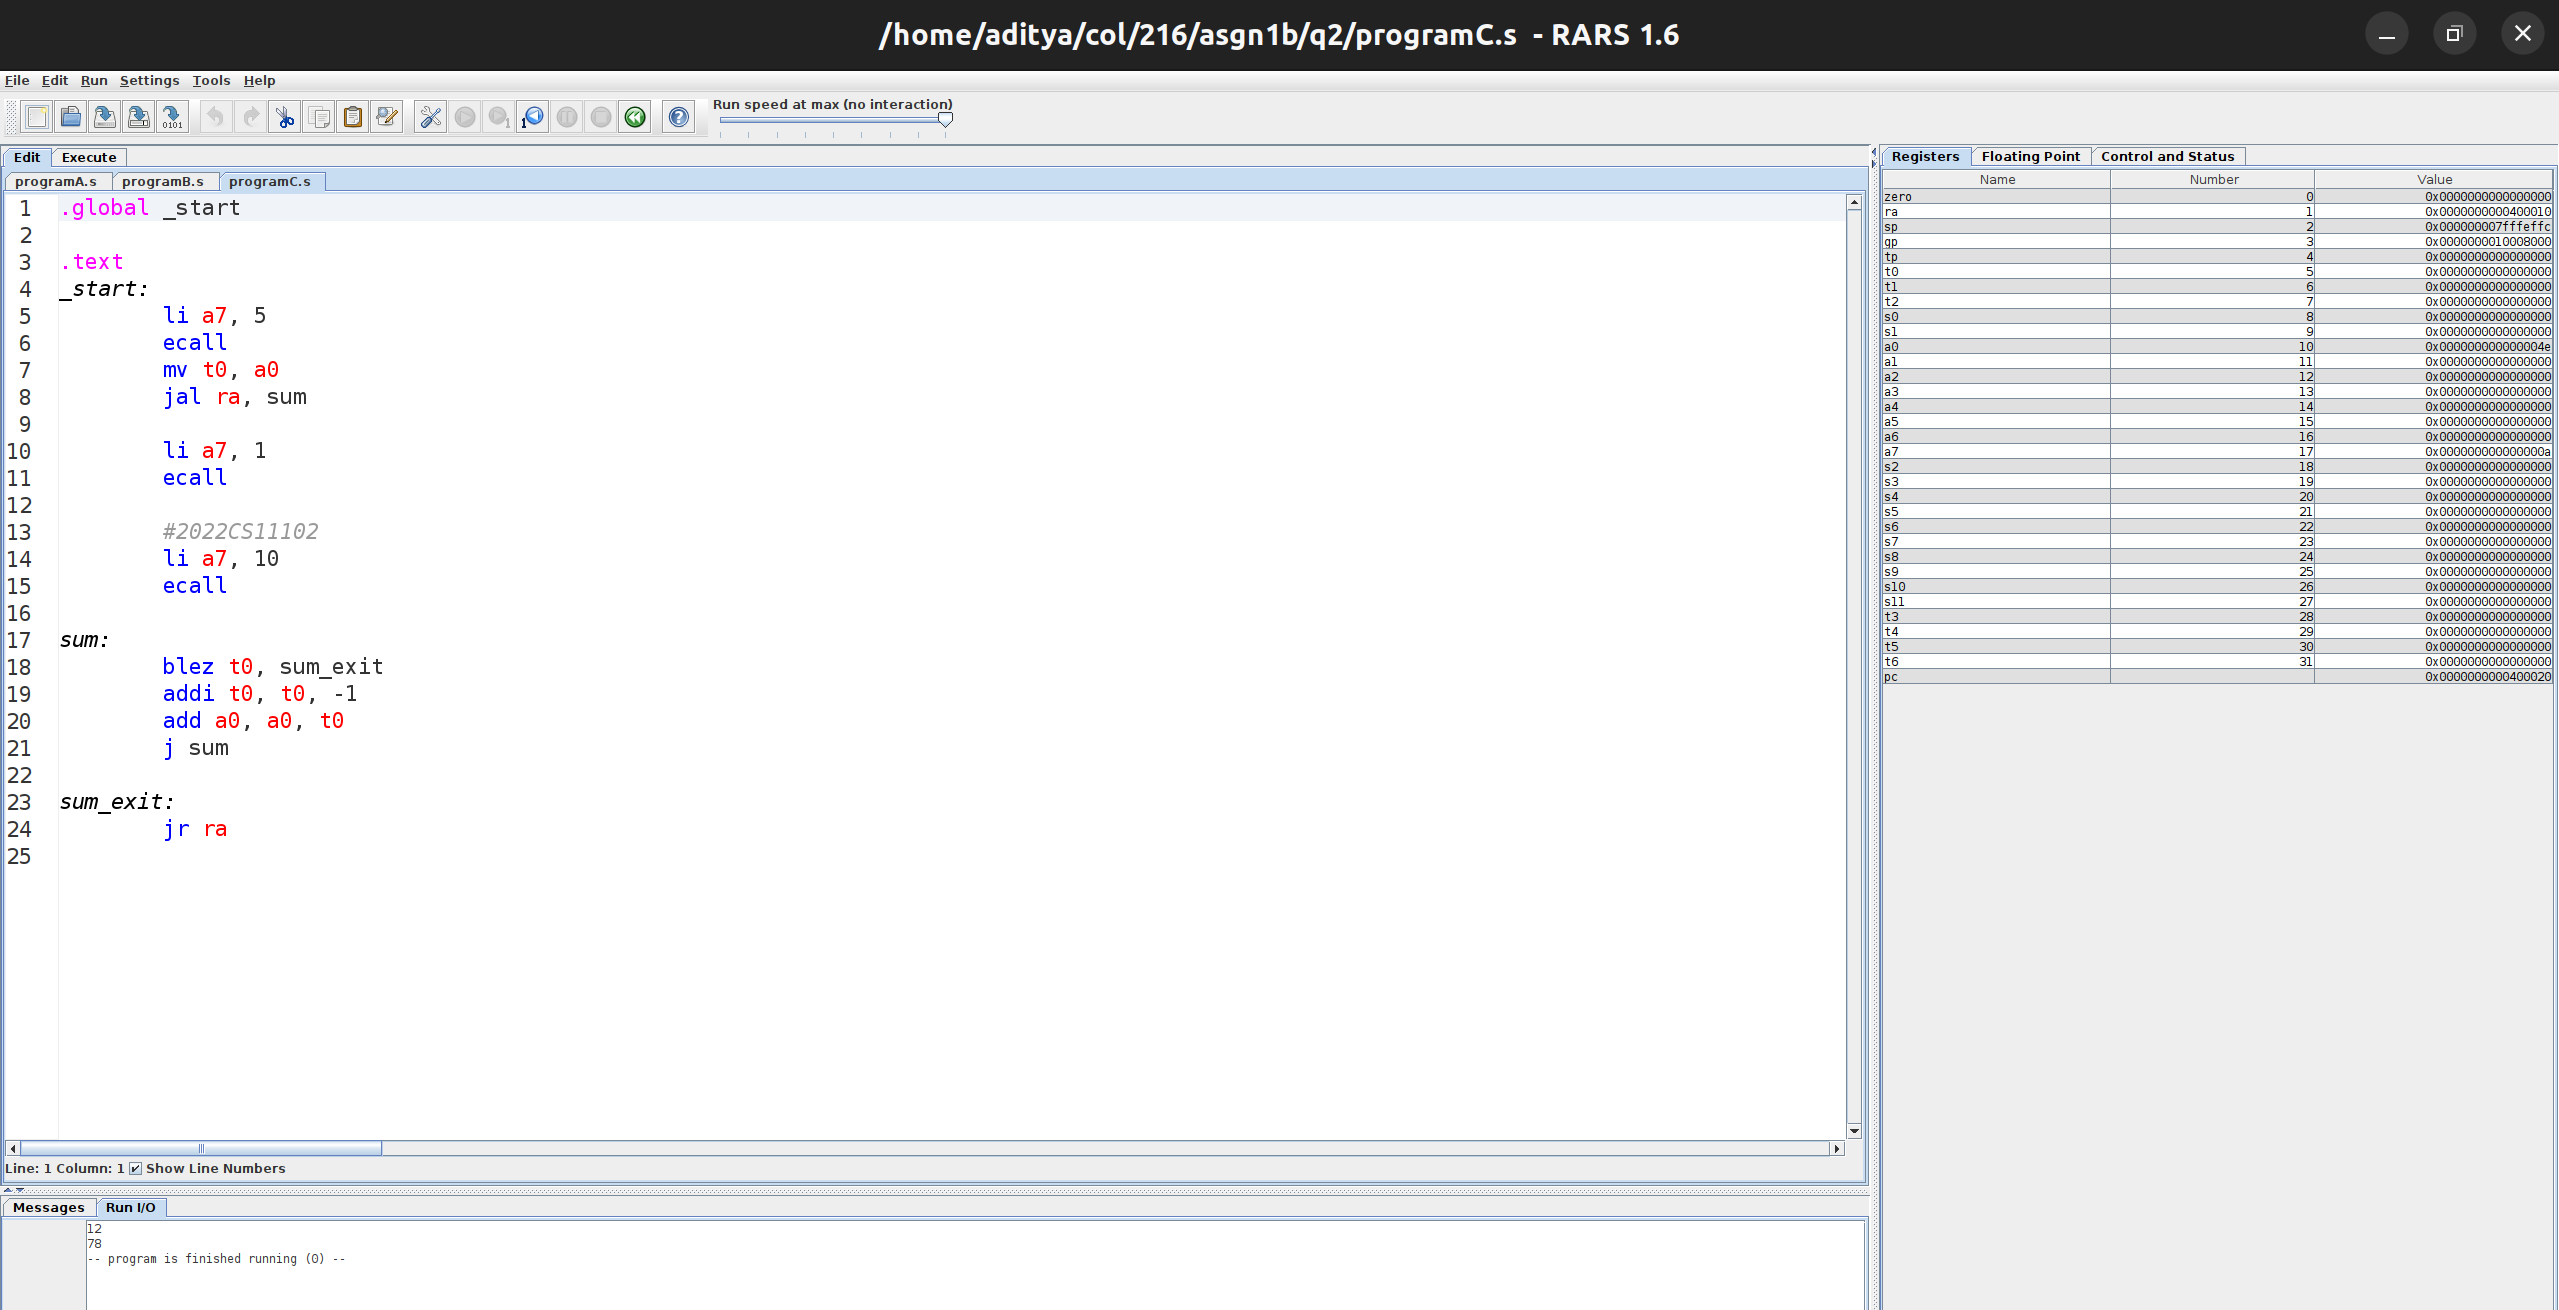 /home/aditya/col/216/asgn1b/q2/programC.s - RARS 1.6
File Edit Run Settings Tools Help
Run speed at max (no interaction)
Edit Execute
programA.s programB.s programC.s
1 .global _start
2
3 .text
4 _start:
5 li a7, 5
6 ecall
7 mv t0, a0
8 jal ra, sum
9
10 li a7, 1
11 ecall
12
13 #2022CS11102
14 li a7, 10
15 ecall
16
17 sum:
18 blez t0, sum_exit
19 addi t0, t0, -1
20 add a0, a0, t0
21 j sum
22
23 sum_exit:
24 jr ra
25
Line: 1 Column: 1 Show Line Numbers
Messages Run I/O
12
78
-- program is finished running (0) --
Registers Floating Point Control and Status
Name Number Value
zero 0 0x0000000000000000
ra 1 0x0000000000400010
sp 2 0x000000007fffeffc
gp 3 0x0000000010008000
tp 4 0x0000000000000000
t0 5 0x0000000000000000
t1 6 0x0000000000000000
t2 7 0x0000000000000000
s0 8 0x0000000000000000
s1 9 0x0000000000000000
a0 10 0x000000000000004e
a1 11 0x0000000000000000
a2 12 0x0000000000000000
a3 13 0x0000000000000000
a4 14 0x0000000000000000
a5 15 0x0000000000000000
a6 16 0x0000000000000000
a7 17 0x000000000000000a
s2 18 0x0000000000000000
s3 19 0x0000000000000000
s4 20 0x0000000000000000
s5 21 0x0000000000000000
s6 22 0x0000000000000000
s7 23 0x0000000000000000
s8 24 0x0000000000000000
s9 25 0x0000000000000000
s10 26 0x0000000000000000
s11 27 0x0000000000000000
t3 28 0x0000000000000000
t4 29 0x0000000000000000
t5 30 0x0000000000000000
t6 31 0x0000000000000000
pc 0x0000000000400020